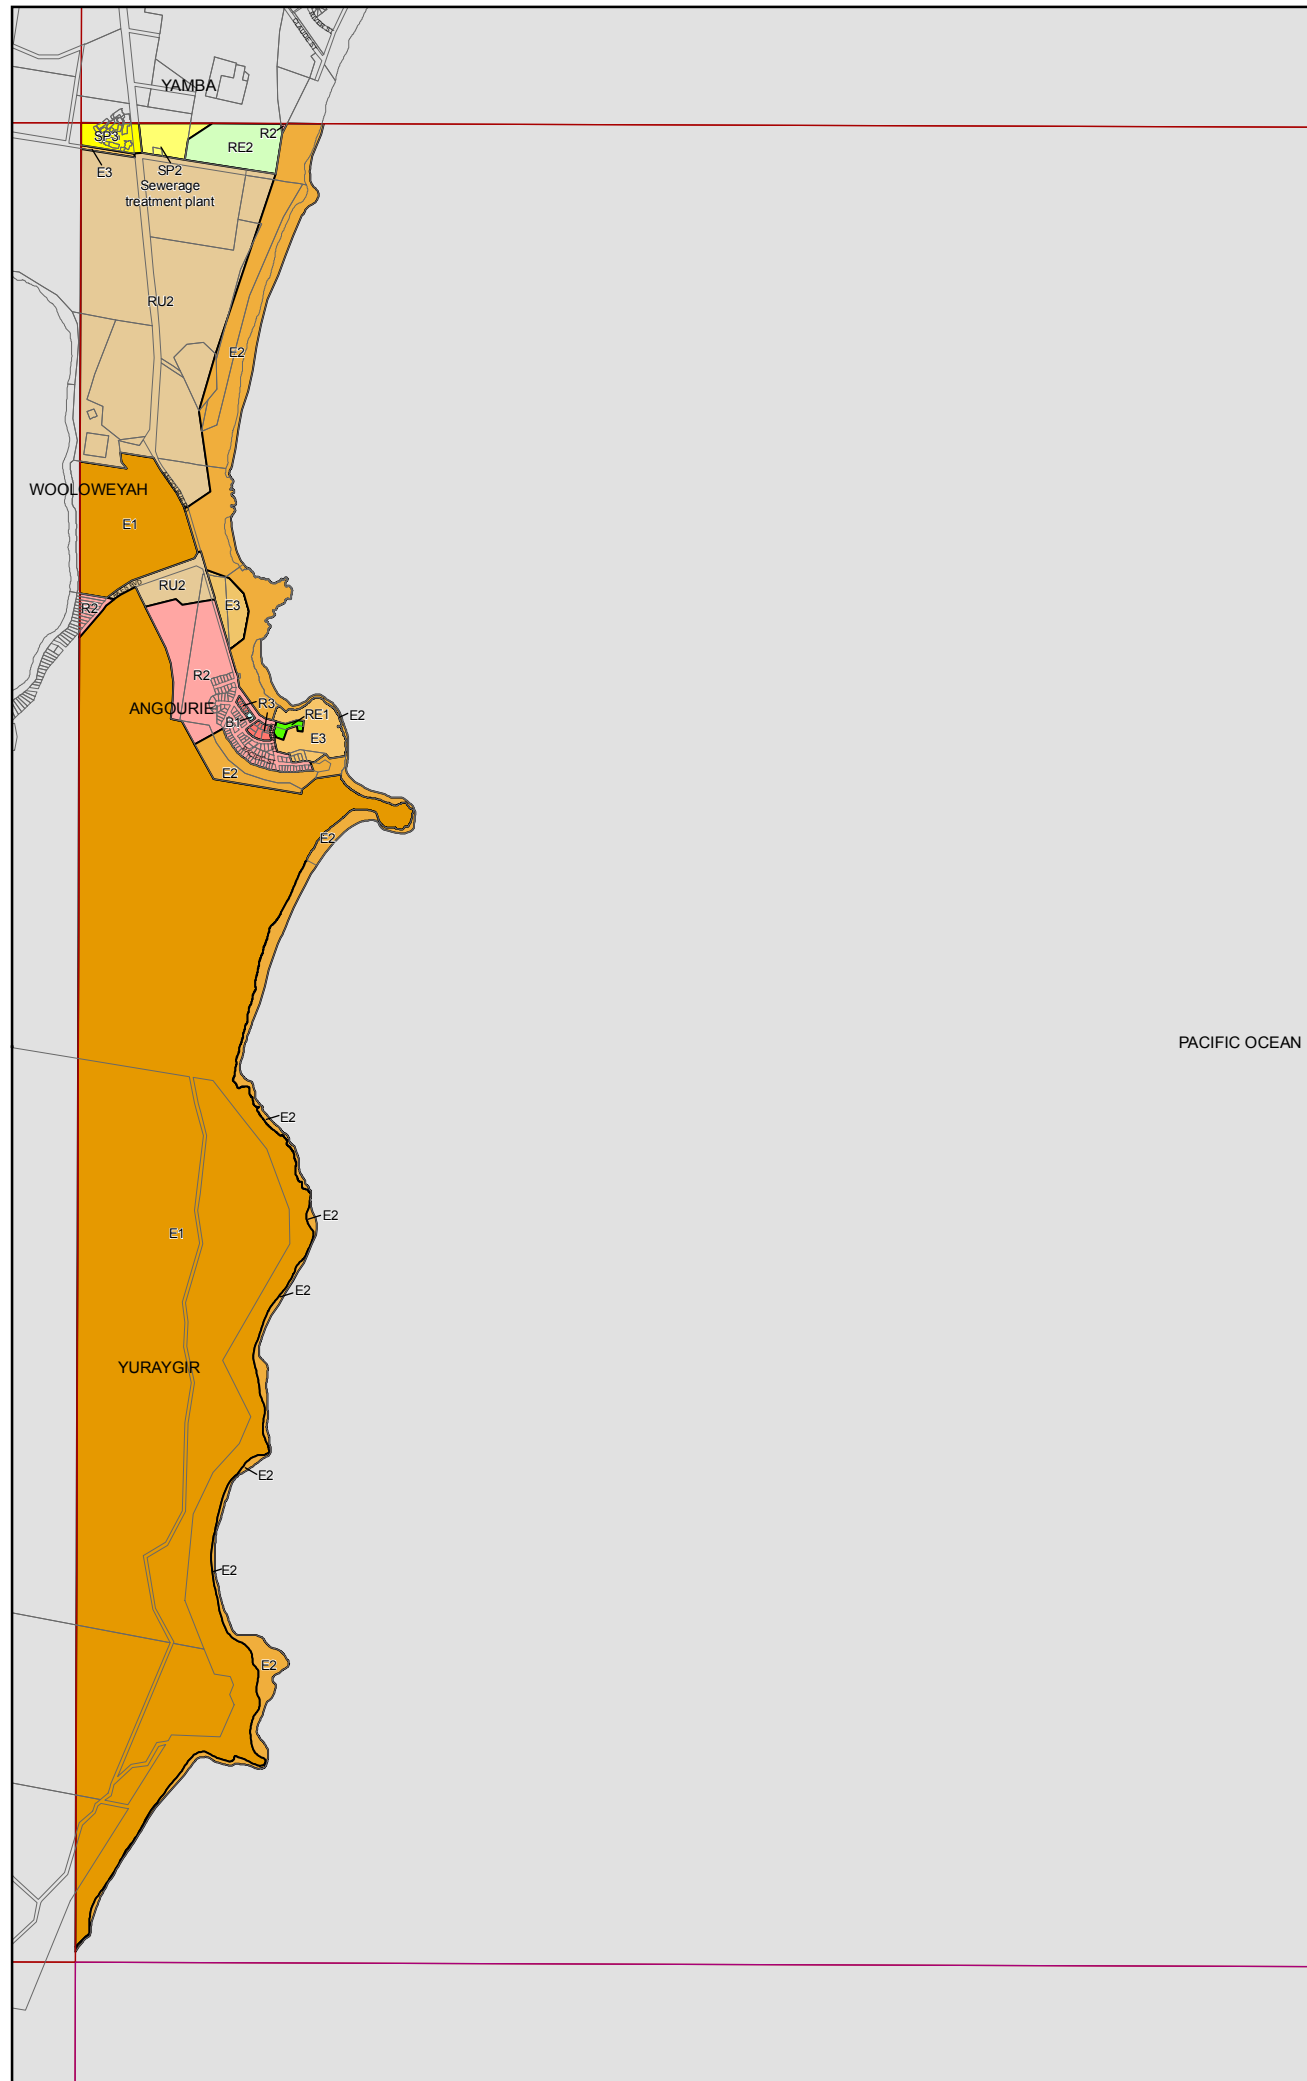 YAMBA
SP3
R2
RE2
E3
SP2
Sewerage
treatment plant
RU2
E2
WOOLOWEYAH
E1
RU2
R2
E3
R2
ANGOURIE
R3
B1
RE1
E2
E3
E2
E2
PACIFIC OCEAN
E2
E2
E1
E2
YURAYGIR
E2
E2
E2